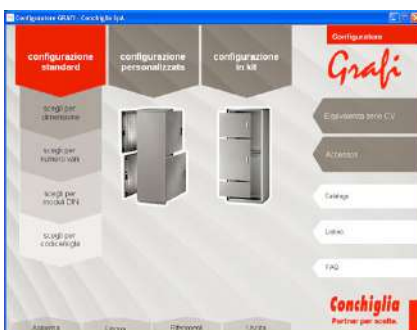 Configuratore GRAFI - Conchiglia SpA
configurazione
standard
configurazione
personalizzata
configurazione
in kit
Configuratore
Grafi
scegli per
dimensione
scegli per
numero vani
scegli per
moduli DIN
scegli per
codice/sigla
Equivalenza serie CV
Accessori
Catalogo
Listino
FAQ
Conchiglia
Partner per scelta.
Assistenza
Lingua
Riferimenti
Uscita